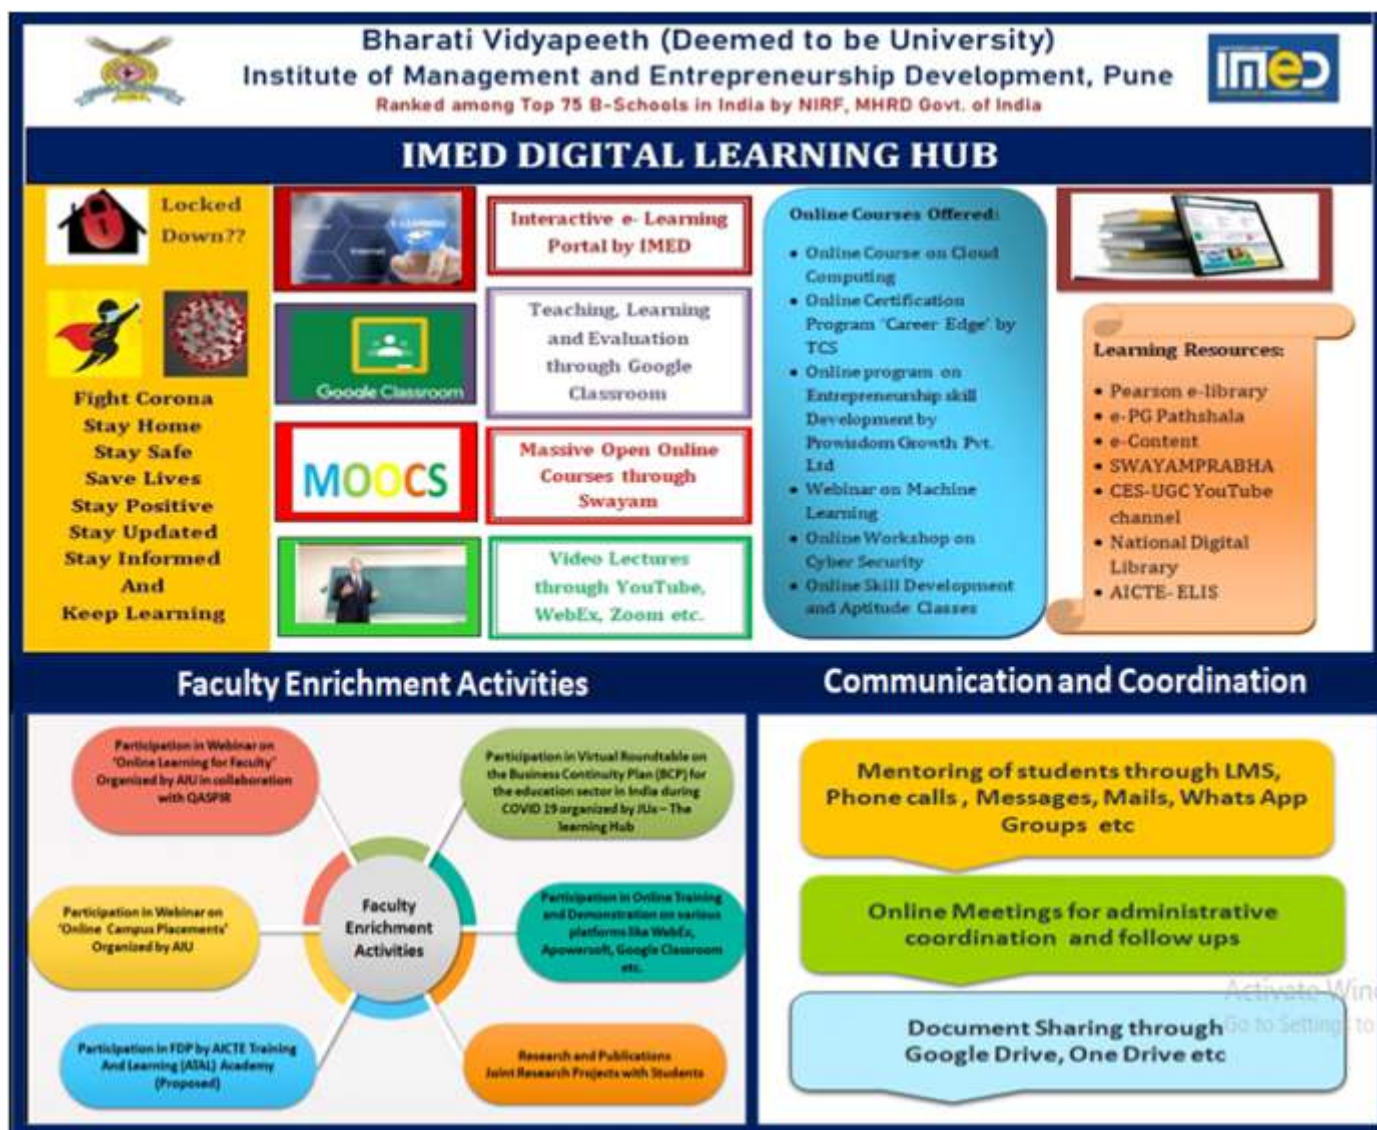 Bharati Vidyapeeth (Deemed to be University)
Institute of Management and Entrepreneurship Development, Pune
Ranked among Top 75 B-Schools in India by NIRF, MHRD Govt. of India
IMED
IMED DIGITAL LEARNING HUB
Locked
Down??
Fight Corona
Stay Home
Stay Safe
Save Lives
Stay Positive
Stay Updated
Stay Informed
And
Keep Learning
E-LEARNING
Google Classroom
MOOCS
Interactive e- Learning
Portal by IMED
Teaching, Learning
and Evaluation
through Google
Classroom
Massive Open Online
Courses through
Swayam
Video Lectures
through YouTube,
WebEx, Zoom etc.
Online Courses Offered:
• Online Course on Cloud
Computing
• Online Certification
Program 'Career Edge' by
TCS
• Online program on
Entrepreneurship skill
Development by
Prowisdom Growth Pvt.
Ltd
• Webinar on Machine
Learning
• Online Workshop on
Cyber Security
• Online Skill Development
and Aptitude Classes
Learning Resources:
• Pearson e-library
• e-PG Pathshala
• e-Content
• SWAYAMPRABHA
• CES-UGC YouTube
channel
• National Digital
Library
• AICTE- ELIS
Faculty Enrichment Activities
Participation in Webinar on
'Online Learning for Faculty'
Organized by AIU in collaboration
with QASPIR
Participation in Virtual Roundtable on
the Business Continuity Plan (BCP) for
the education sector in India during
COVID 19 organized by JUx – The
learning Hub
Participation in Webinar on
'Online Campus Placements'
Organized by AIU
Faculty
Enrichment
Activities
Participation in Online Training
and Demonstration on various
platforms like WebEx,
Apowersoft, Google Classroom
etc.
Participation in FDP by AICTE Training
And Learning (ATAL) Academy
(Proposed)
Research and Publications
Joint Research Projects with Students
Communication and Coordination
Mentoring of students through LMS,
Phone calls , Messages, Mails, Whats App
Groups etc
Online Meetings for administrative
coordination and follow ups
Document Sharing through
Google Drive, One Drive etc
Activate Win
Go to Settings to